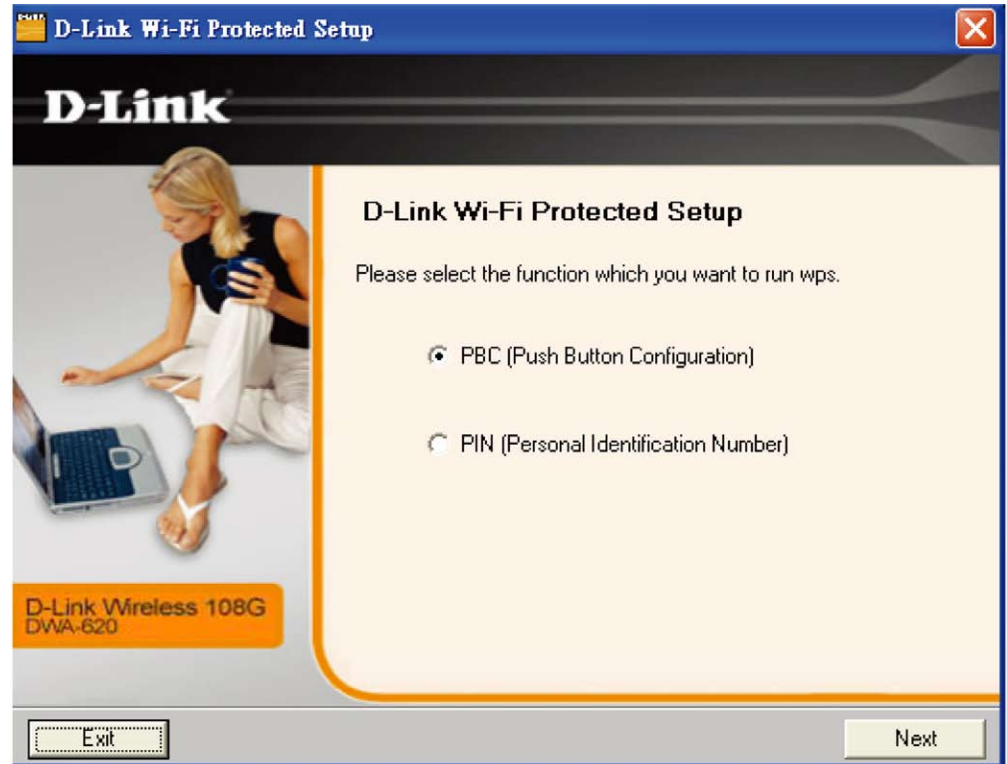 D-Link Wi-Fi Protected Setup
D-Link
D-Link Wi-Fi Protected Setup
Please select the function which you want to run wps.
PBC (Push Button Configuration)
PIN (Personal Identification Number)
D-Link Wireless 108G
DWA-620
Exit
Next